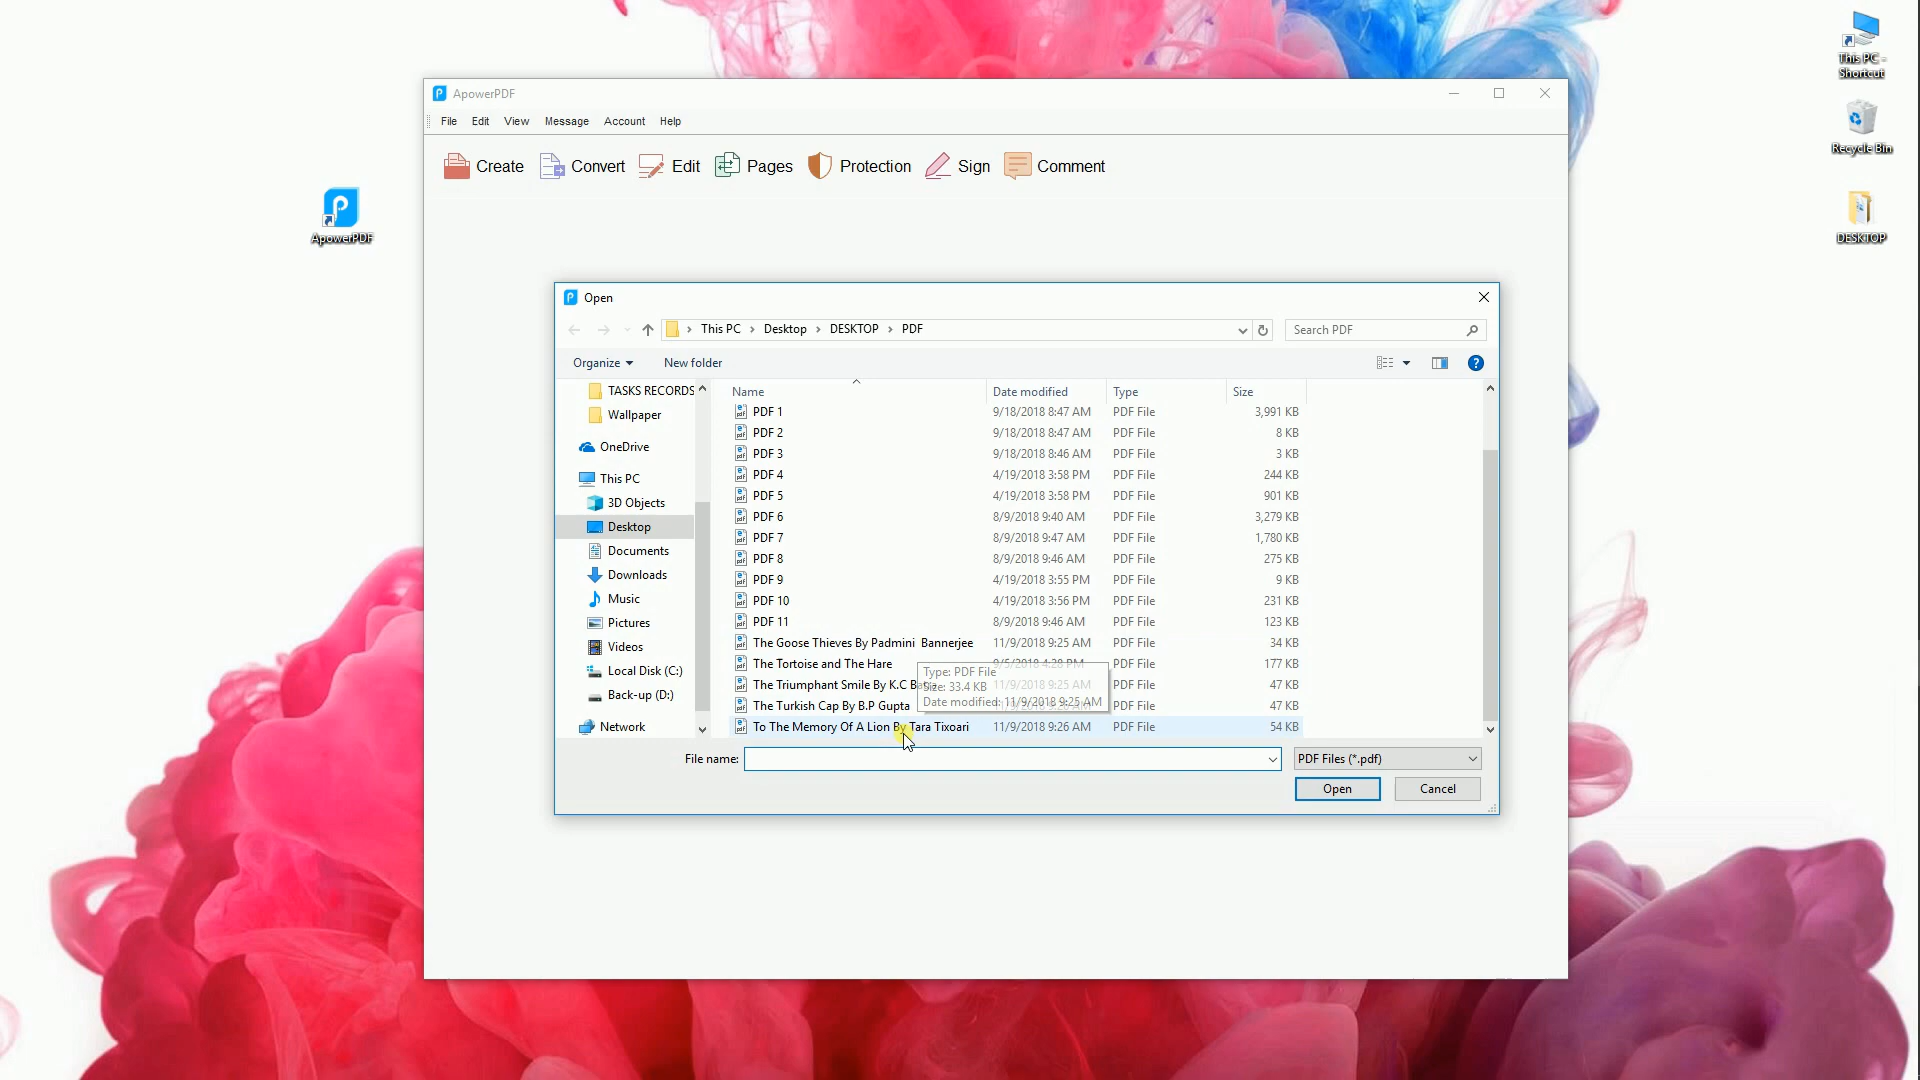 This PC -
Shortcut
Recycle Bin
DESKTOP
ApowerPDF
ApowerPDF
File Edit View Message Account Help
Create Convert Edit Pages Protection Sign Comment
Open
This PC > Desktop > DESKTOP > PDF
Search PDF
Organize
New folder
TASKS RECORDS
Wallpaper
OneDrive
This PC
3D Objects
Desktop
Documents
Downloads
Music
Pictures
Videos
Local Disk (C:)
Back-up (D:)
Network
Name Date modified Type Size
PDF 1 9/18/2018 8:47 AM PDF File 3,991 KB
PDF 2 9/18/2018 8:47 AM PDF File 8 KB
PDF 3 9/18/2018 8:46 AM PDF File 3 KB
PDF 4 4/19/2018 3:58 PM PDF File 244 KB
PDF 5 4/19/2018 3:58 PM PDF File 901 KB
PDF 6 8/9/2018 9:40 AM PDF File 3,279 KB
PDF 7 8/9/2018 9:47 AM PDF File 1,780 KB
PDF 8 8/9/2018 9:46 AM PDF File 275 KB
PDF 9 4/19/2018 3:55 PM PDF File 9 KB
PDF 10 4/19/2018 3:56 PM PDF File 231 KB
PDF 11 8/9/2018 9:46 AM PDF File 123 KB
The Goose Thieves By Padmini Bannerjee 11/9/2018 9:25 AM PDF File 34 KB
The Tortoise and The Hare 9/5/2018 4:28 PM PDF File 177 KB
The Triumphant Smile By K.C 11/9/2018 9:25 AM PDF File 47 KB
The Turkish Cap By B.P Gupta PDF File 47 KB
To The Memory Of A Lion By Tara Tixoari 11/9/2018 9:26 AM PDF File 54 KB
Type: PDF File
Size: 33.4 KB
Date modified: 11/9/2018 9:25 AM
File name:
PDF Files (*.pdf)
Open
Cancel